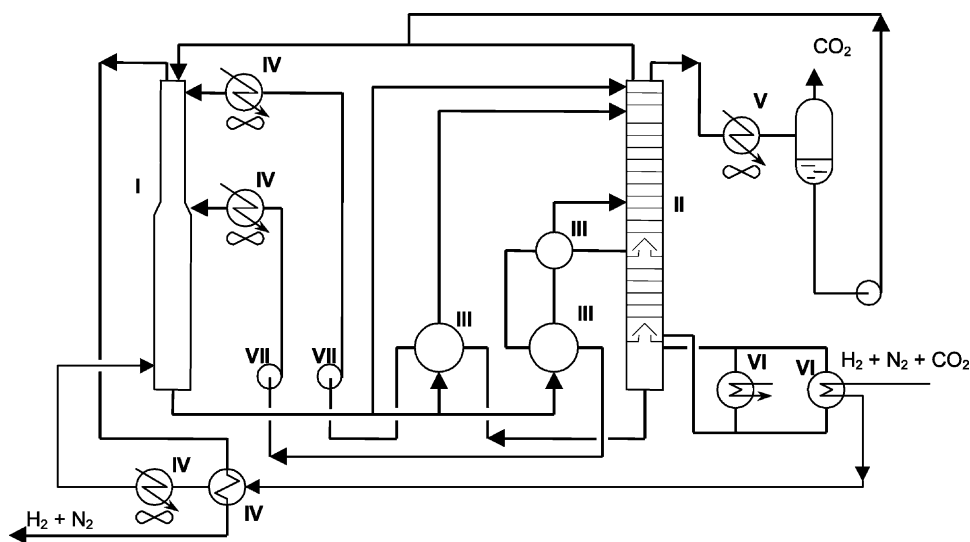 CO₂
IV
V
I
IV
II
III
III
III
VII
VII
VI
VI
H₂ + N₂ + CO₂
IV
IV
H₂ + N₂